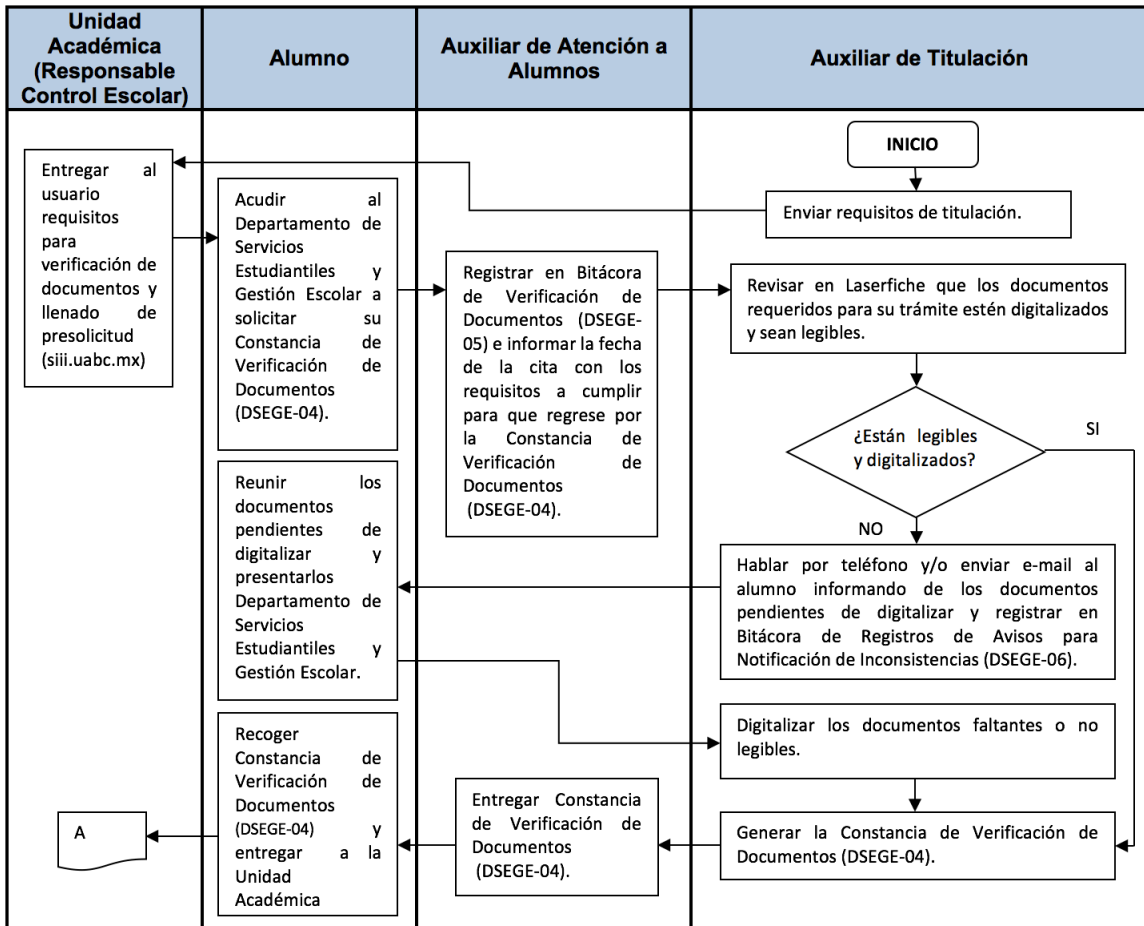 Unidad
Académica
(Responsable
Control Escolar)
Alumno
Auxiliar de Atención a
Alumnos
Auxiliar de Titulación
INICIO
Enviar requisitos de titulación.
Entregar al
usuario
requisitos
para
verificación de
documentos y
llenado de
presolicitud
(siii.uabc.mx)
Acudir al
Departamento de
Servicios
Estudiantiles y
Gestión Escolar a
solicitar su
Constancia de
Verificación de
Documentos
(DSEGE-04).
Registrar en Bitácora
de Verificación de
Documentos (DSEGE-
05) e informar la fecha
de la cita con los
requisitos a cumplir
para que regrese por
la Constancia de
Verificación de
Documentos
(DSEGE-04).
Revisar en Laserfiche que los documentos
requeridos para su trámite estén digitalizados
y sean legibles.
¿Están legibles
y digitalizados?
SI
NO
Hablar por teléfono y/o enviar e-mail al
alumno informando de los documentos
pendientes de digitalizar y registrar en
Bitácora de Registros de Avisos para
Notificación de Inconsistencias (DSEGE-06).
Reunir los
documentos
pendientes de
digitalizar y
presentarlos
Departamento de
Servicios
Estudiantiles y
Gestión Escolar.
Digitalizar los documentos faltantes o no
legibles.
Generar la Constancia de Verificación de
Documentos (DSEGE-04).
Entregar Constancia
de Verificación de
Documentos
(DSEGE-04).
Recoger
Constancia de
Verificación de
Documentos
(DSEGE-04) y
entregar a la
Unidad
Académica
A